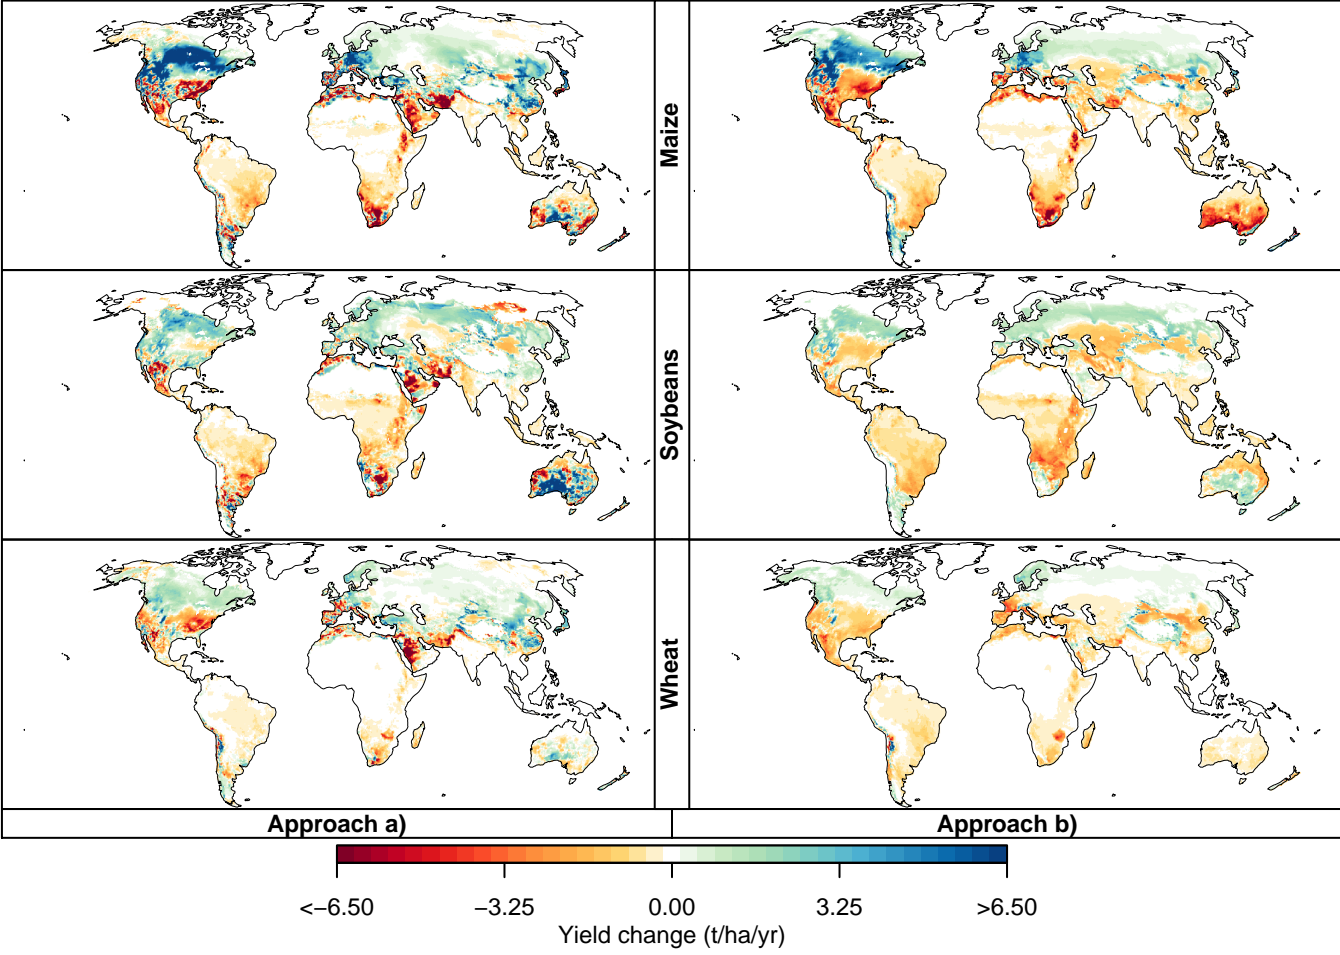 Maize
Soybeans
Wheat
Approach a)
Approach b)
<−6.50
−3.25
0.00
3.25
>6.50
Yield change (t/ha/yr)